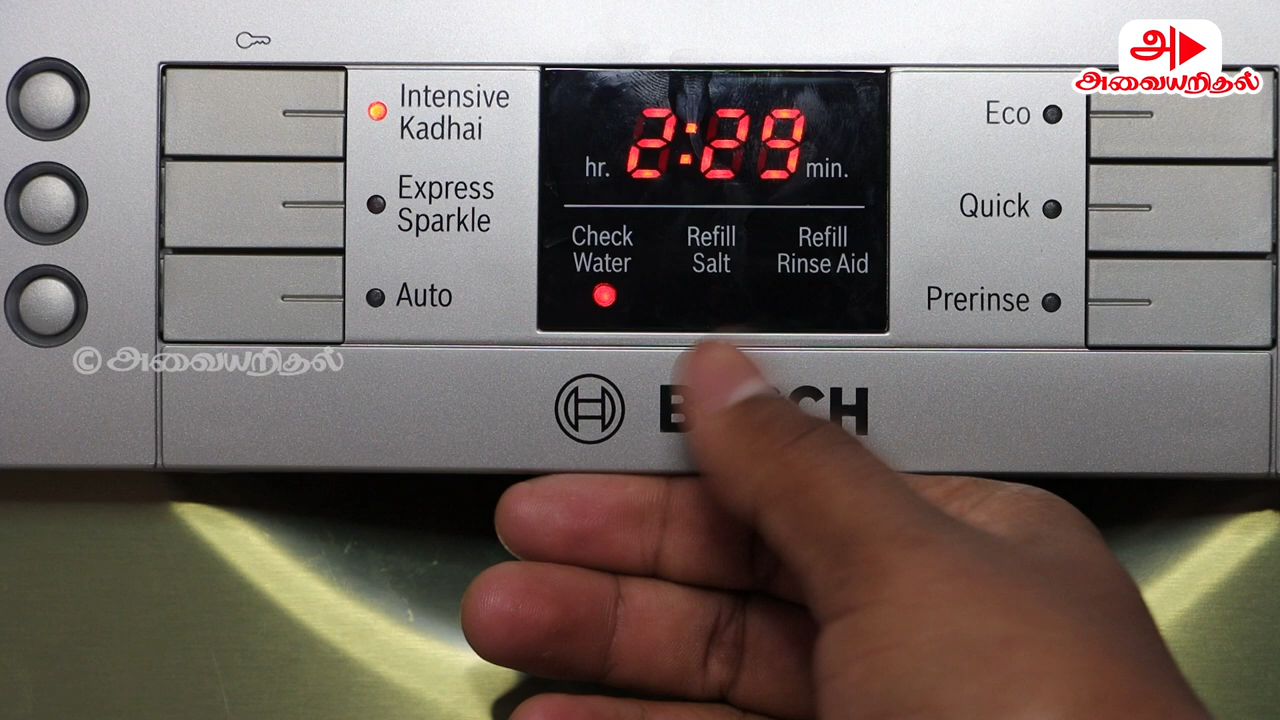 அ
அவையறிதல்
Intensive
Kadhai
Express
Sparkle
Auto
hr. 2:29 min.
Check
Water
Refill
Salt
Refill
Rinse Aid
Eco
Quick
Prerinse
© அவையறிதல்